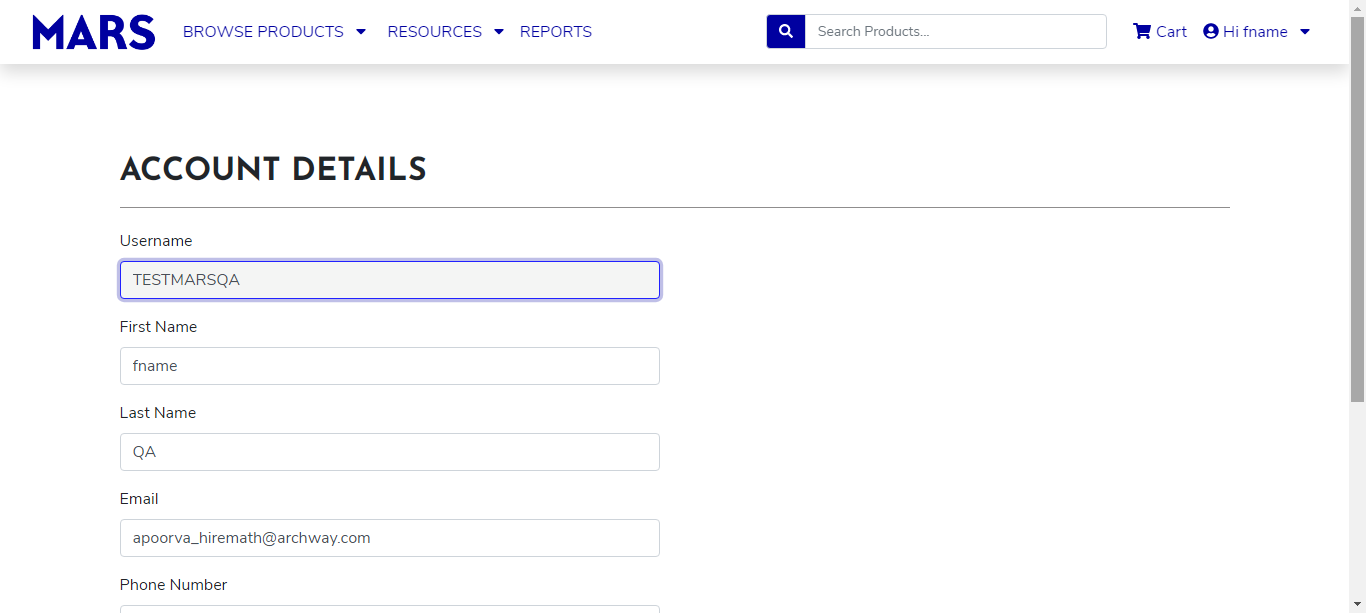 MARS BROWSE PRODUCTS RESOURCES REPORTS Search Products... Cart Hi fname
ACCOUNT DETAILS
Username
TESTMARSQA
First Name
fname
Last Name
QA
Email
apoorva_hiremath@archway.com
Phone Number